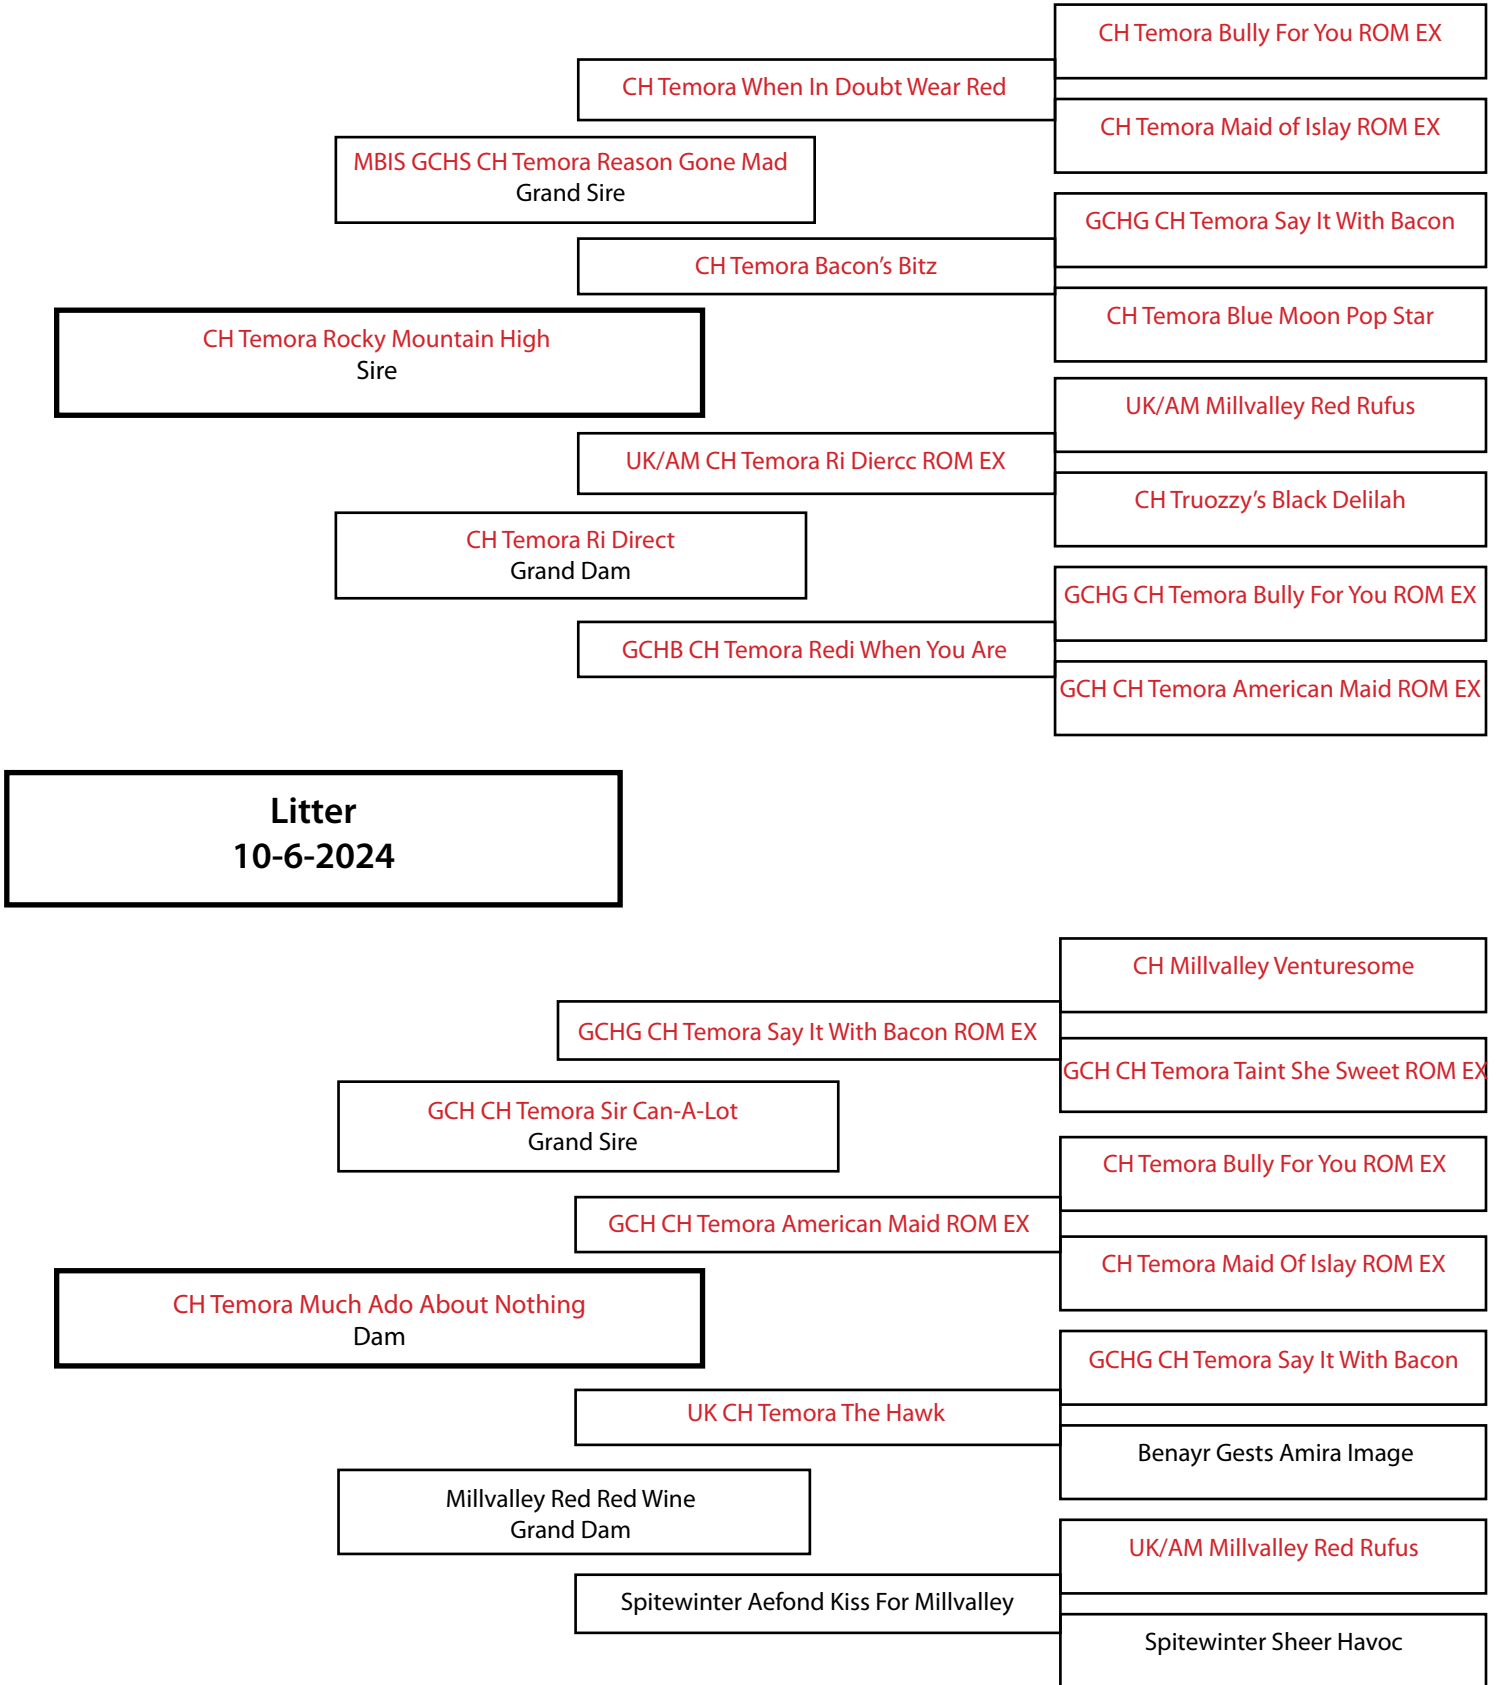 CH Temora Bully For You ROM EX
CH Temora When In Doubt Wear Red
CH Temora Maid of Islay ROM EX
MBIS GCHS CH Temora Reason Gone Mad
Grand Sire
GCHG CH Temora Say It With Bacon
CH Temora Bacon’s Bitz
CH Temora Blue Moon Pop Star
CH Temora Rocky Mountain High
Sire
UK/AM Millvalley Red Rufus
UK/AM CH Temora Ri Diercc ROM EX
CH Truozzy’s Black Delilah
CH Temora Ri Direct
Grand Dam
GCHG CH Temora Bully For You ROM EX
GCHB CH Temora Redi When You Are
GCH CH Temora American Maid ROM EX
Litter
10-6-2024
CH Millvalley Venturesome
GCHG CH Temora Say It With Bacon ROM EX
GCH CH Temora Taint She Sweet ROM EX
GCH CH Temora Sir Can-A-Lot
Grand Sire
CH Temora Bully For You ROM EX
GCH CH Temora American Maid ROM EX
CH Temora Maid Of Islay ROM EX
CH Temora Much Ado About Nothing
Dam
GCHG CH Temora Say It With Bacon
UK CH Temora The Hawk
Benayr Gests Amira Image
Millvalley Red Red Wine
Grand Dam
UK/AM Millvalley Red Rufus
Spitewinter Aefond Kiss For Millvalley
Spitewinter Sheer Havoc